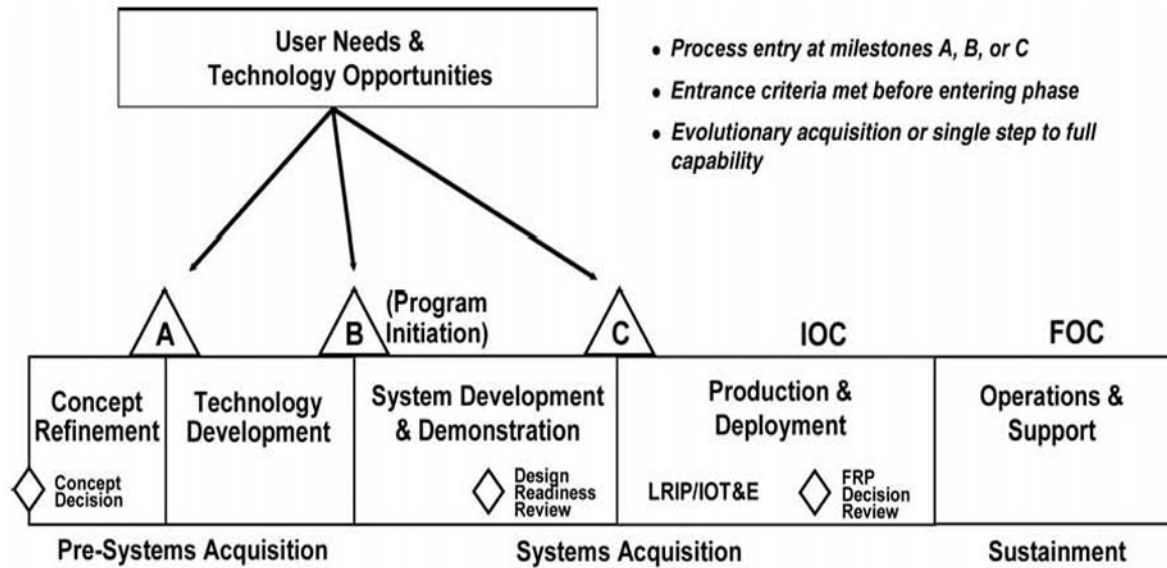 User Needs &
Technology Opportunities
• Process entry at milestones A, B, or C
• Entrance criteria met before entering phase
• Evolutionary acquisition or single step to full
capability
A
B
(Program
Initiation)
C
IOC
FOC
Concept
Refinement
Technology
Development
System Development
& Demonstration
Production &
Deployment
Operations &
Support
Concept
Decision
Design
Readiness
Review
LRIP/IOT&E
FRP
Decision
Review
Pre-Systems Acquisition
Systems Acquisition
Sustainment